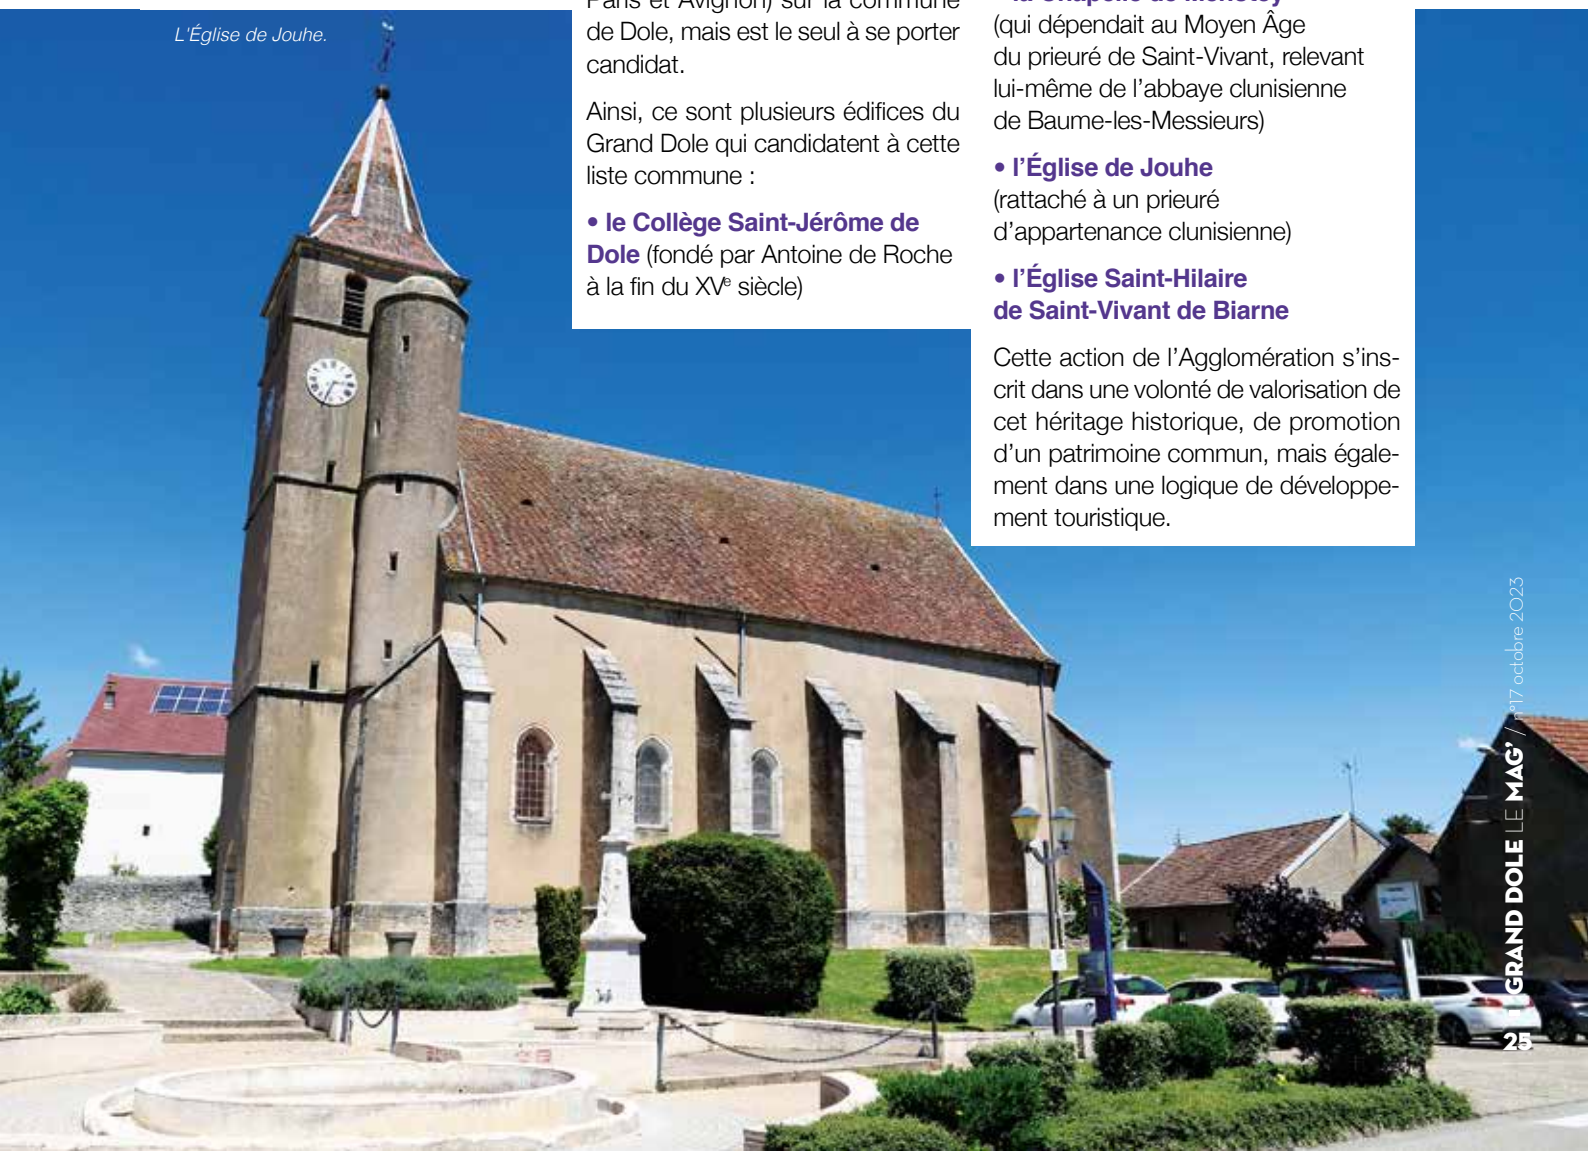 L'Église de Jouhe.
Paris et Avignon) sur la commune
de Dole, mais est le seul à se porter
candidat.
Ainsi, ce sont plusieurs édifices du
Grand Dole qui candidatent à cette
liste commune :
• le Collège Saint-Jérôme de
Dole (fondé par Antoine de Roche
à la fin du XVe siècle)
(qui dépendait au Moyen Âge
du prieuré de Saint-Vivant, relevant
lui-même de l'abbaye clunisienne
de Baume-les-Messieurs)
• l'Église de Jouhe
(rattaché à un prieuré
d'appartenance clunisienne)
• l'Église Saint-Hilaire
de Saint-Vivant de Biarne
Cette action de l'Agglomération s'ins-
crit dans une volonté de valorisation de
cet héritage historique, de promotion
d'un patrimoine commun, mais égale-
ment dans une logique de développe-
ment touristique.
25 GRAND DOLE LE MAG' / n°17 octobre 2023